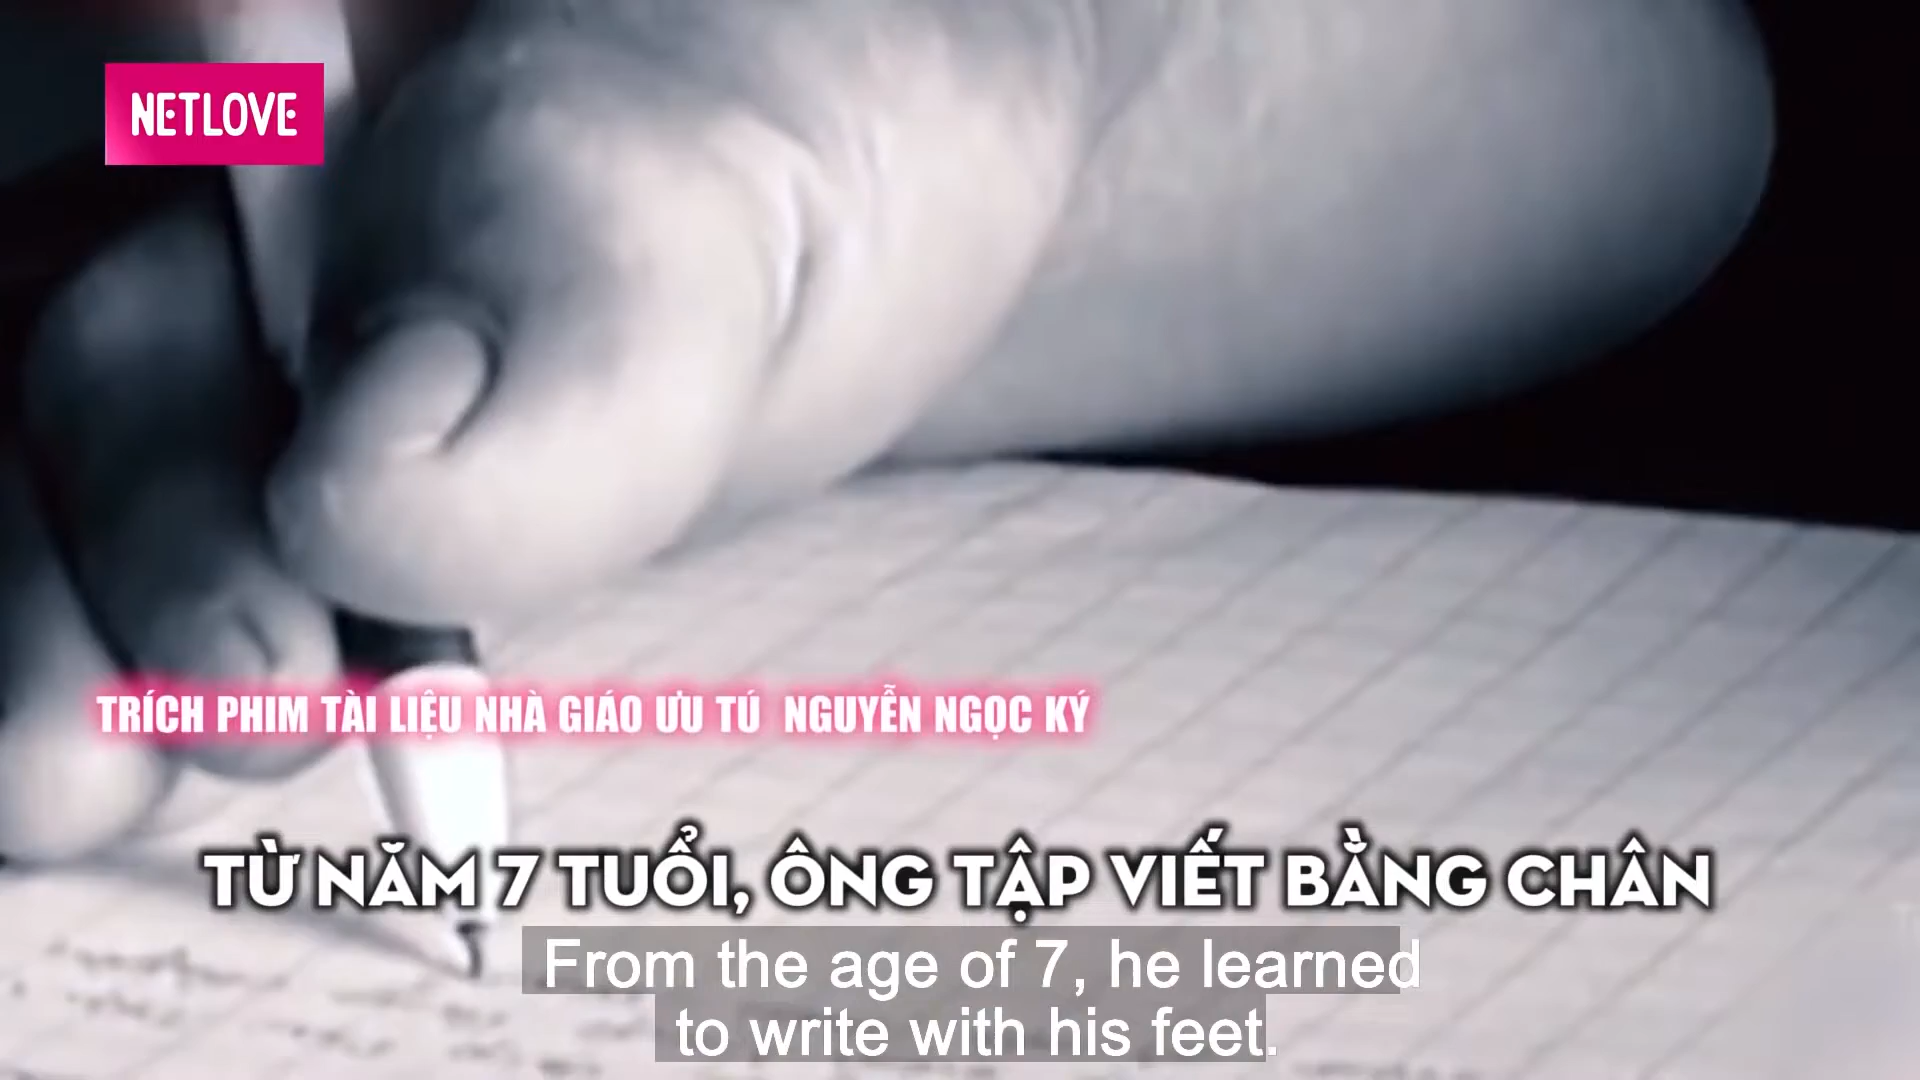 NETLOVE
TRÍCH PHIM TÀI LIỆU NHÀ GIÁO ƯU TÚ NGUYỄN NGỌC KÝ
TỪ NĂM 7 TUỔI, ÔNG TẬP VIẾT BẰNG CHÂN
From the age of 7, he learned
to write with his feet.